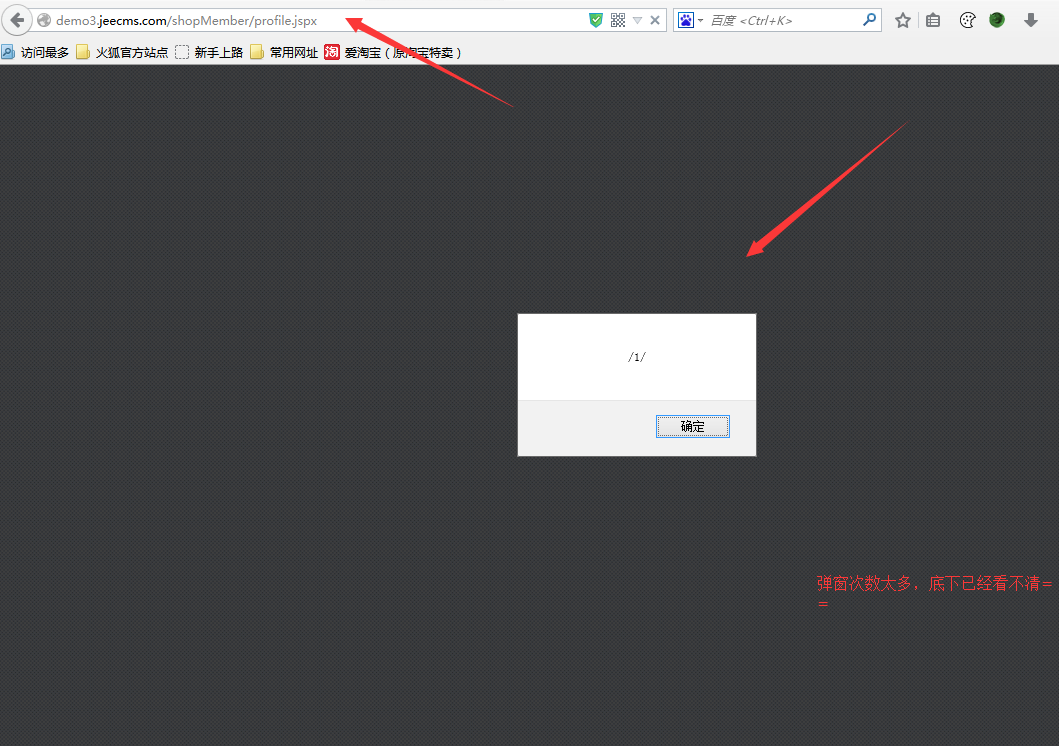 demo3.jeecms.com/shopMember/profile.jspx
百度 <Ctrl+K>
访问最多 火狐官方站点 新手上路 常用网址 淘 爱淘宝（原淘宝特卖）
/1/
确定
弹窗次数太多，底下已经看不清=
=